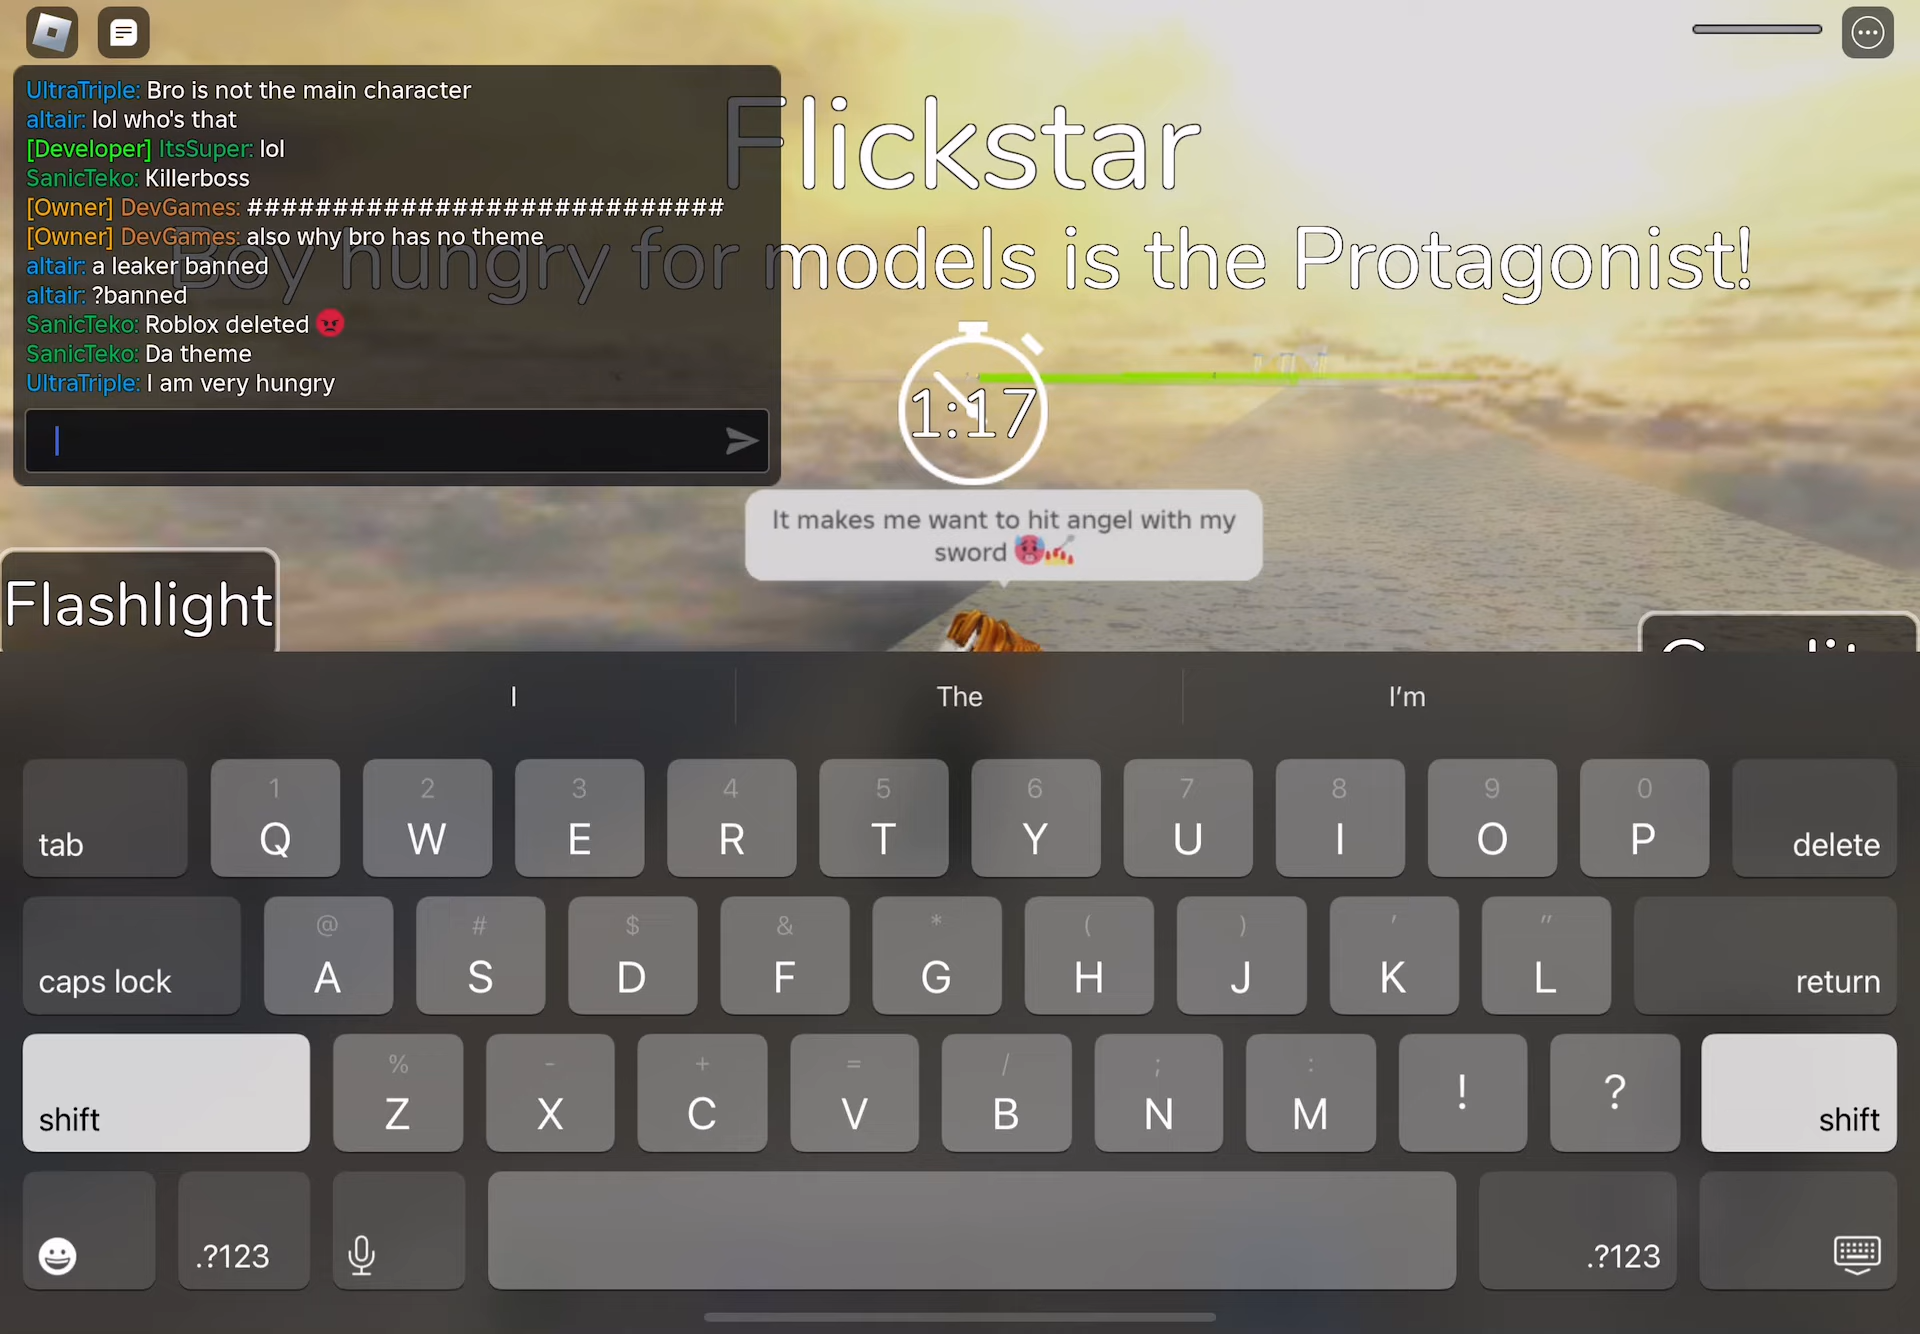 UltraTriple: Bro is not the main character
altair: lol who's that
[Developer] ItsSuper: lol
SanicTeko: Killerboss
[Owner] DevGames: ############################
[Owner] DevGames: also why bro has no theme
altair: a leaker banned
altair: ?banned
SanicTeko: Roblox deleted 😡
SanicTeko: Da theme
UltraTriple: I am very hungry
Flickstar
Boy hungry for models is the Protagonist!
1:17
It makes me want to hit angel with my
sword 🥵
Flashlight
I The I'm
1 2 3 4 5 6 7 8 9 0
tab Q W E R T Y U I O P delete
@ # $ & * ( ) ' "
caps lock A S D F G H J K L return
% - + = / ; :
shift Z X C V B N M ! ? shift
.?123 .?123